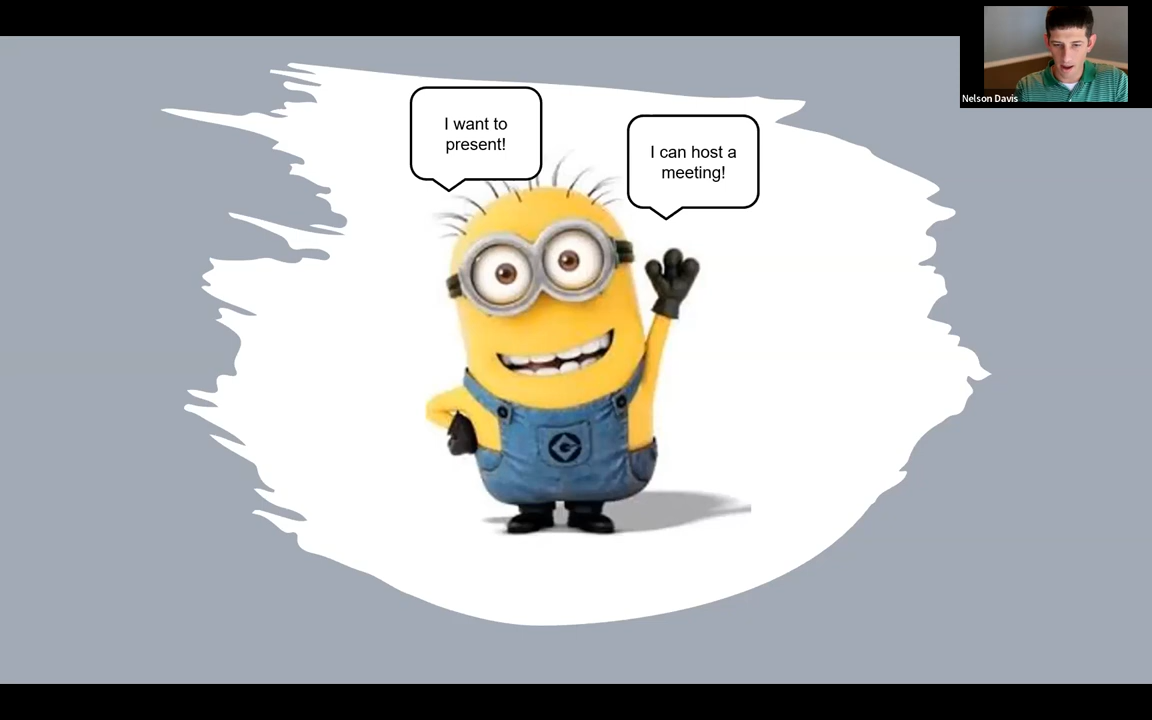 I want to
present!
I can host a
meeting!
Nelson Davis